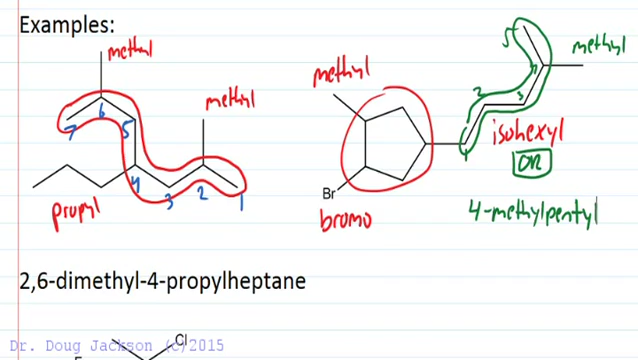 Examples:
methyl
methyl
7
6
5
4
3
2
1
propyl
methyl
Br
bromo
5
methyl
2
3
1
isohexyl
OR
4-methylpentyl
2,6-dimethyl-4-propylheptane
Cl
Dr. Doug Jackson (c)2015